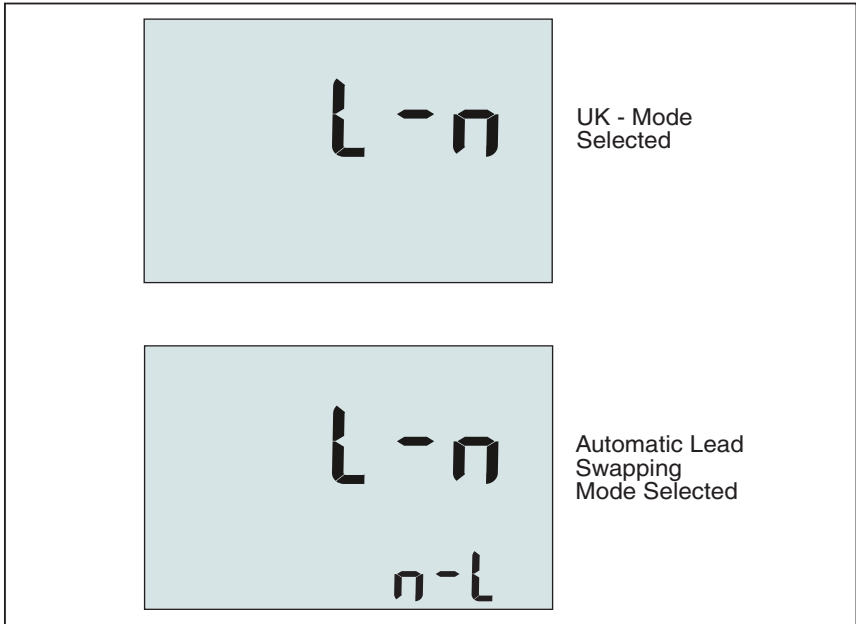 L-n
UK - Mode
Selected
L-n
Automatic Lead
Swapping
Mode Selected
n-L